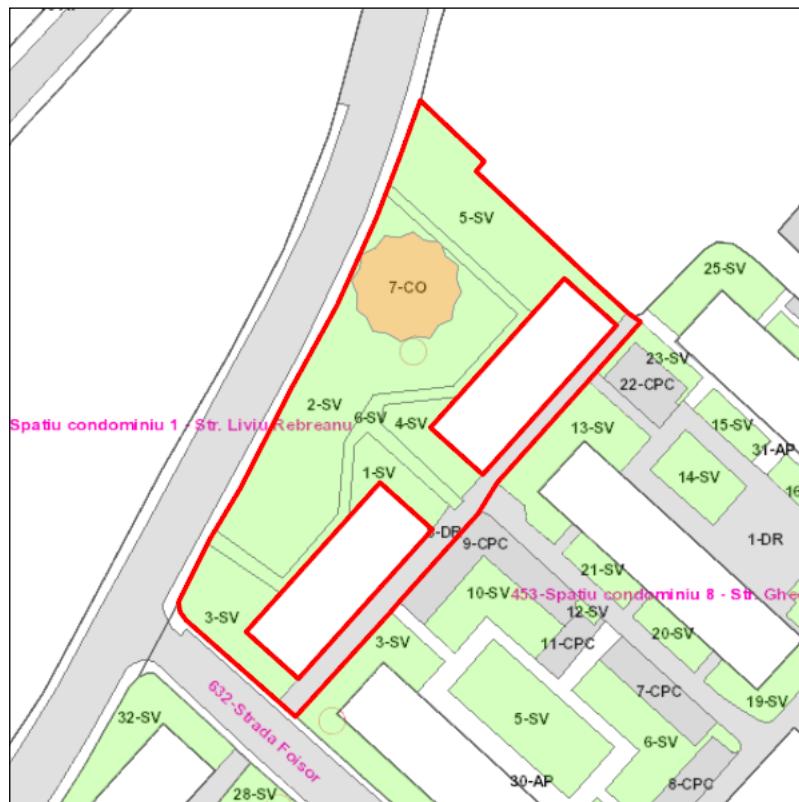 5-SV
25-SV
7-CO
23-SV
22-CPC
2-SV
6-SV
4-SV
13-SV
15-SV
Spatiu condominiu 1 - Str. Liviu Rebreanu
31-AP
1-SV
14-SV
16
-DR
9-CPC
1-DR
21-SV
10-SV
453-Spatiu condominiu 8 - Str. Ghe
12-SV
3-SV
3-SV
11-CPC
20-SV
632-Strada Foisor
7-CPC
19-SV
32-SV
5-SV
6-SV
30-AP
8-CPC
28-SV